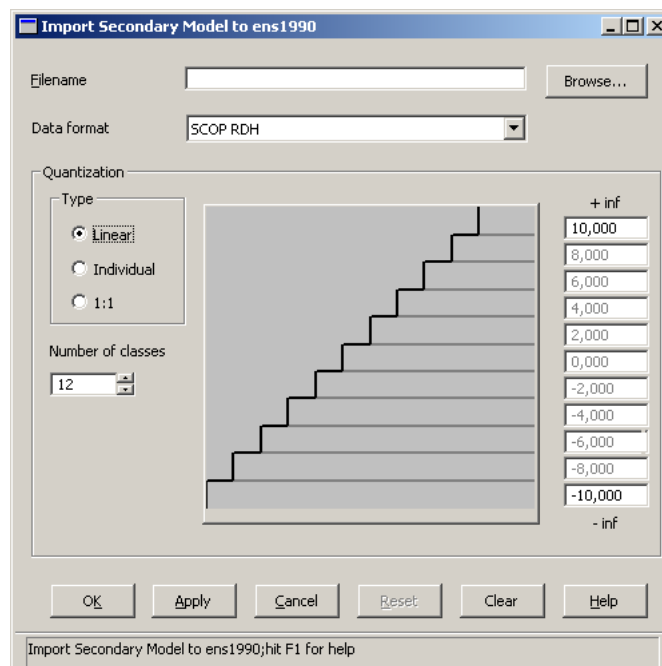 Import Secondary Model to ens1990
Filename
Browse...
Data format
SCOP RDH
Quantization
Type
Linear
Individual
1:1
Number of classes
12
+ inf
10,000
8,000
6,000
4,000
2,000
0,000
-2,000
-4,000
-6,000
-8,000
-10,000
- inf
OK
Apply
Cancel
Reset
Clear
Help
Import Secondary Model to ens1990;hit F1 for help